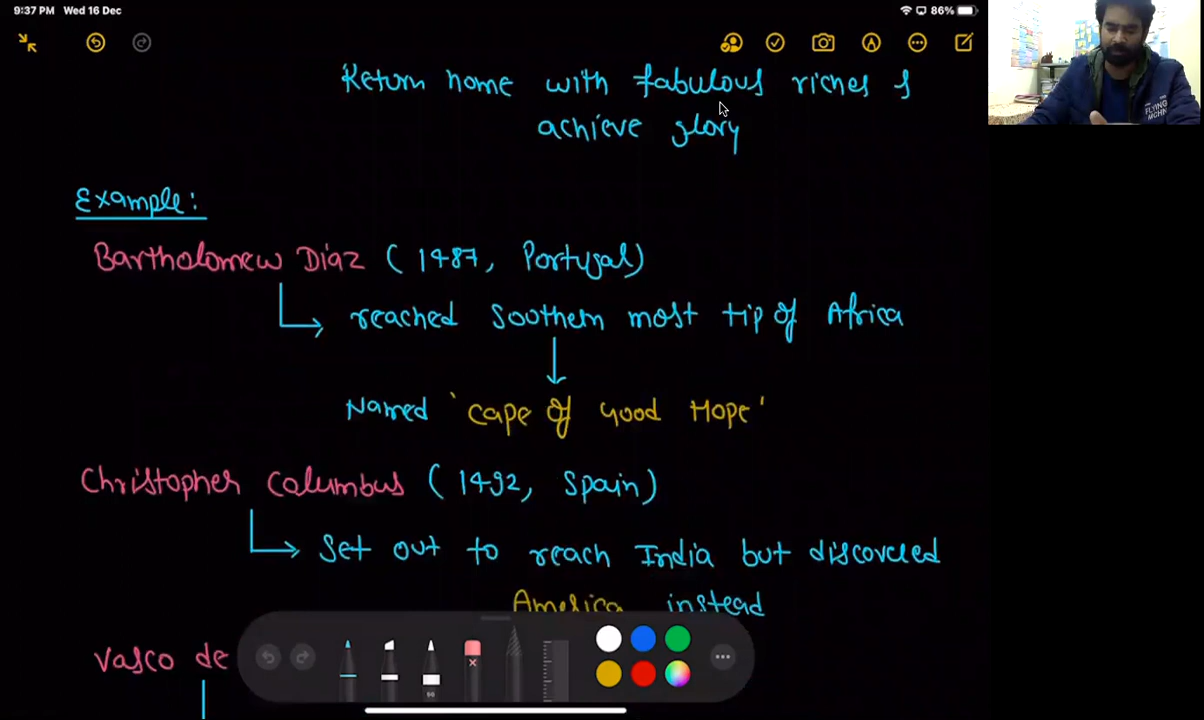 9:37 PM Wed 16 Dec
86%
Return home with fabulous riches &
achieve glory
Example:
Bartholomew Diaz (1487, Portugal)
reached Southern most tip of Africa
Named 'Cape of Good Hope'
Christopher Columbus (1492, Spain)
Set out to reach India but discovered
America instead
Vasco de
FLYING
MCHN